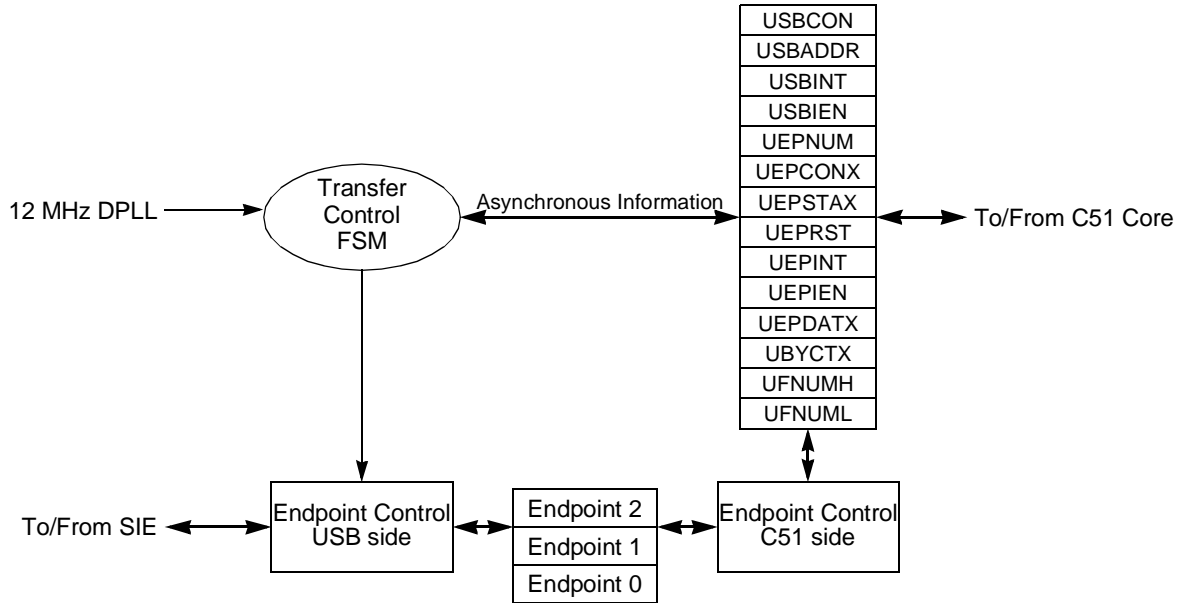 USBCON
USBADDR
USBINT
USBIEN
UEPNUM
UEPCONX
UEPSTAX
UEPRST
UEPINT
UEPIEN
UEPDATX
UBYCTX
UFNUMH
UFNUML
12 MHz DPLL
Transfer
Control
FSM
Asynchronous Information
To/From C51 Core
To/From SIE
Endpoint Control
USB side
Endpoint 2
Endpoint 1
Endpoint 0
Endpoint Control
C51 side